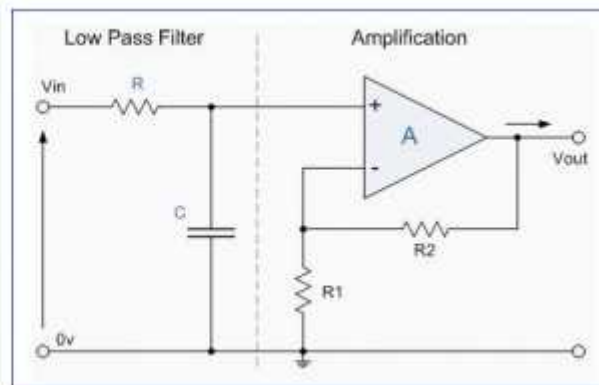 Low Pass Filter
Amplification
Vin
R
+
A
-
Vout
C
R2
R1
0v